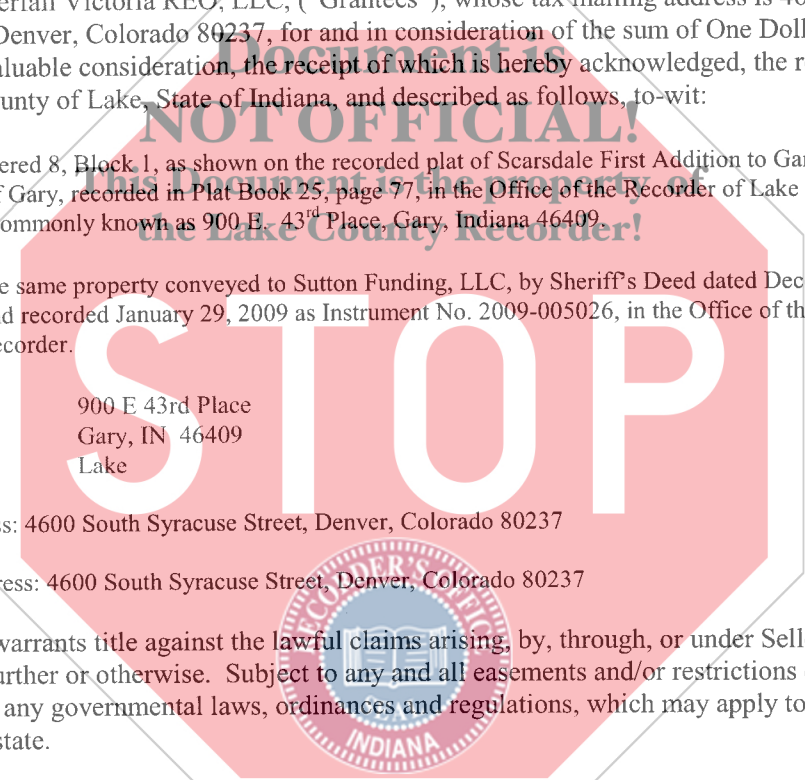 Victoria REO, LLC, ("Grantees"), whose tax mailing address is
Denver, Colorado 80237, for and in consideration of the sum of One Doll
aluable consideration, the receipt of which is hereby acknowledged, the r
unty of Lake, State of Indiana, and described as follows, to-wit:
Document is
NOT OFFICIAL!
This Document is the property of
the Lake County Recorder!
ered 8, Block 1, as shown on the recorded plat of Scarsdale First Addition to Gar
f Gary, recorded in Plat Book 25, page 77, in the Office of the Recorder of Lake
ommonly known as 900 E. 43rd Place, Gary, Indiana 46409.
e same property conveyed to Sutton Funding, LLC, by Sheriff's Deed dated Dec
d recorded January 29, 2009 as Instrument No. 2009-005026, in the Office of th
ecorder.
STOP
900 E 43rd Place
Gary, IN 46409
Lake
ss: 4600 South Syracuse Street, Denver, Colorado 80237
ress: 4600 South Syracuse Street, Denver, Colorado 80237
RECORDER'S OFFICE
SEAL
INDIANA
warrants title against the lawful claims arising, by, through, or under Sell
urther or otherwise. Subject to any and all easements and/or restrictions
any governmental laws, ordinances and regulations, which may apply to
state.